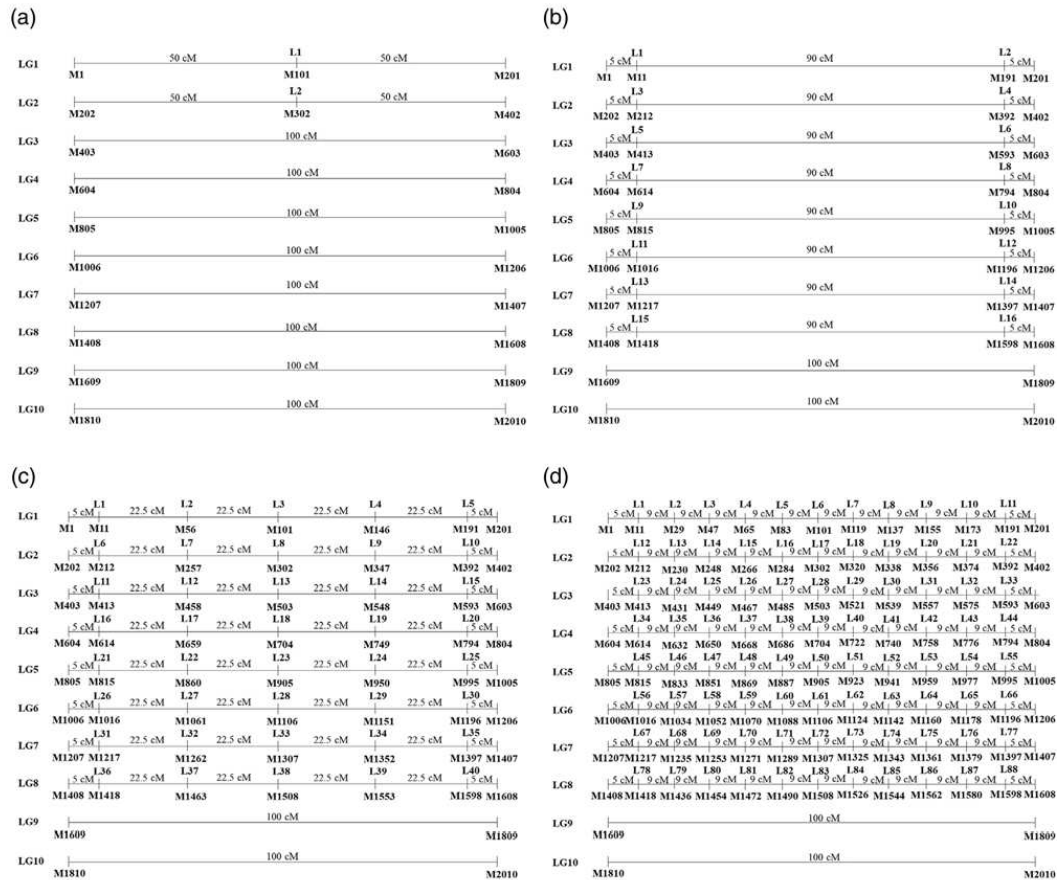 (a)
L1
50 cM 50 cM
LG1
M1 M101 M201
L2
50 cM 50 cM
LG2
M202 M302 M402
100 cM
LG3
M403 M603
100 cM
LG4
M604 M804
100 cM
LG5
M805 M1005
100 cM
LG6
M1006 M1206
100 cM
LG7
M1207 M1407
100 cM
LG8
M1408 M1608
100 cM
LG9
M1609 M1809
100 cM
LG10
M1810 M2010
(b)
L1 L2
5 cM 90 cM 5 cM
LG1
M1 M11 M191 M201
L3 L4
5 cM 90 cM 5 cM
LG2
M202 M212 M392 M402
L5 L6
5 cM 90 cM 5 cM
LG3
M403 M413 M593 M603
L7 L8
5 cM 90 cM 5 cM
LG4
M604 M614 M794 M804
L9 L10
5 cM 90 cM 5 cM
LG5
M805 M815 M995 M1005
L11 L12
5 cM 90 cM 5 cM
LG6
M1006 M1016 M1196 M1206
L13 L14
5 cM 90 cM 5 cM
LG7
M1207 M1217 M1397 M1407
L15 L16
5 cM 90 cM 5 cM
LG8
M1408 M1418 M1598 M1608
100 cM
LG9
M1609 M1809
100 cM
LG10
M1810 M2010
(c)
L1 L2 L3 L4 L5
5 cM 22.5 cM 22.5 cM 22.5 cM 22.5 cM 5 cM
LG1
M1 M11 M56 M101 M146 M191 M201
L6 L7 L8 L9 L10
5 cM 22.5 cM 22.5 cM 22.5 cM 22.5 cM 5 cM
LG2
M202 M212 M257 M302 M347 M392 M402
L11 L12 L13 L14 L15
5 cM 22.5 cM 22.5 cM 22.5 cM 22.5 cM 5 cM
LG3
M403 M413 M458 M503 M548 M593 M603
L16 L17 L18 L19 L20
5 cM 22.5 cM 22.5 cM 22.5 cM 22.5 cM 5 cM
LG4
M604 M614 M659 M704 M749 M794 M804
L21 L22 L23 L24 L25
5 cM 22.5 cM 22.5 cM 22.5 cM 22.5 cM 5 cM
LG5
M805 M815 M860 M905 M950 M995 M1005
L26 L27 L28 L29 L30
5 cM 22.5 cM 22.5 cM 22.5 cM 22.5 cM 5 cM
LG6
M1006 M1016 M1061 M1106 M1151 M1196 M1206
L31 L32 L33 L34 L35
5 cM 22.5 cM 22.5 cM 22.5 cM 22.5 cM 5 cM
LG7
M1207 M1217 M1262 M1307 M1352 M1397 M1407
L36 L37 L38 L39 L40
5 cM 22.5 cM 22.5 cM 22.5 cM 22.5 cM 5 cM
LG8
M1408 M1418 M1463 M1508 M1553 M1598 M1608
100 cM
LG9
M1609 M1809
100 cM
LG10
M1810 M2010
(d)
L1 L2 L3 L4 L5 L6 L7 L8 L9 L10 L11
5 cM 9 cM 9 cM 9 cM 9 cM 9 cM 9 cM 9 cM 9 cM 9 cM 9 cM 5 cM
LG1
M1 M11 M29 M47 M65 M83 M101 M119 M137 M155 M173 M191 M201
L12 L13 L14 L15 L16 L17 L18 L19 L20 L21 L22
5 cM 9 cM 9 cM 9 cM 9 cM 9 cM 9 cM 9 cM 9 cM 9 cM 9 cM 5 cM
LG2
M202 M212 M230 M248 M266 M284 M302 M320 M338 M356 M374 M392 M402
L23 L24 L25 L26 L27 L28 L29 L30 L31 L32 L33
5 cM 9 cM 9 cM 9 cM 9 cM 9 cM 9 cM 9 cM 9 cM 9 cM 9 cM 5 cM
LG3
M403 M413 M431 M449 M467 M485 M503 M521 M539 M557 M575 M593 M603
L34 L35 L36 L37 L38 L39 L40 L41 L42 L43 L44
5 cM 9 cM 9 cM 9 cM 9 cM 9 cM 9 cM 9 cM 9 cM 9 cM 9 cM 5 cM
LG4
M604 M614 M632 M650 M668 M686 M704 M722 M740 M758 M776 M794 M804
L45 L46 L47 L48 L49 L50 L51 L52 L53 L54 L55
5 cM 9 cM 9 cM 9 cM 9 cM 9 cM 9 cM 9 cM 9 cM 9 cM 9 cM 5 cM
LG5
M805 M815 M833 M851 M869 M887 M905 M923 M941 M959 M977 M995 M1005
L56 L57 L58 L59 L60 L61 L62 L63 L64 L65 L66
5 cM 9 cM 9 cM 9 cM 9 cM 9 cM 9 cM 9 cM 9 cM 9 cM 9 cM 5 cM
LG6
M1006 M1016 M1034 M1052 M1070 M1088 M1106 M1124 M1142 M1160 M1178 M1196 M1206
L67 L68 L69 L70 L71 L72 L73 L74 L75 L76 L77
5 cM 9 cM 9 cM 9 cM 9 cM 9 cM 9 cM 9 cM 9 cM 9 cM 9 cM 5 cM
LG7
M1207 M1217 M1235 M1253 M1271 M1289 M1307 M1325 M1343 M1361 M1379 M1397 M1407
L78 L79 L80 L81 L82 L83 L84 L85 L86 L87 L88
5 cM 9 cM 9 cM 9 cM 9 cM 9 cM 9 cM 9 cM 9 cM 9 cM 9 cM 5 cM
LG8
M1408 M1418 M1436 M1454 M1472 M1490 M1508 M1526 M1544 M1562 M1580 M1598 M1608
100 cM
LG9
M1609 M1809
100 cM
LG10
M1810 M2010